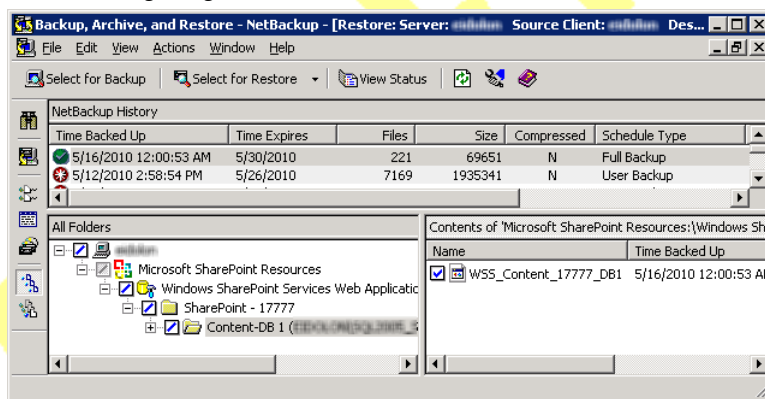 Backup, Archive, and Restore - NetBackup - [Restore: Server: Source Client: Des...
File Edit View Actions Window Help
Select for Backup Select for Restore View Status
NetBackup History
Time Backed Up Time Expires Files Size Compressed Schedule Type
5/16/2010 12:00:53 AM 5/30/2010 221 69651 N Full Backup
5/12/2010 2:58:54 PM 5/26/2010 7169 1935341 N User Backup
All Folders
Contents of 'Microsoft SharePoint Resources:\Windows Sh
Name Time Backed Up
Microsoft SharePoint Resources
WSS_Content_17777_DB1 5/16/2010 12:00:53 AM
Windows SharePoint Services Web Applicatic
SharePoint - 17777
Content-DB 1 (